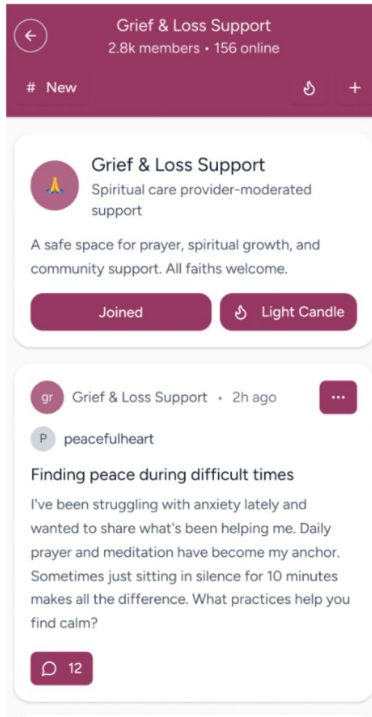 Grief & Loss Support
2.8k members • 156 online
# New
Grief & Loss Support
Spiritual care provider-moderated
support
A safe space for prayer, spiritual growth, and
community support. All faiths welcome.
Joined
Light Candle
gr Grief & Loss Support • 2h ago
P peacefulheart
Finding peace during difficult times
I've been struggling with anxiety lately and
wanted to share what's been helping me. Daily
prayer and meditation have become my anchor.
Sometimes just sitting in silence for 10 minutes
makes all the difference. What practices help you
find calm?
12